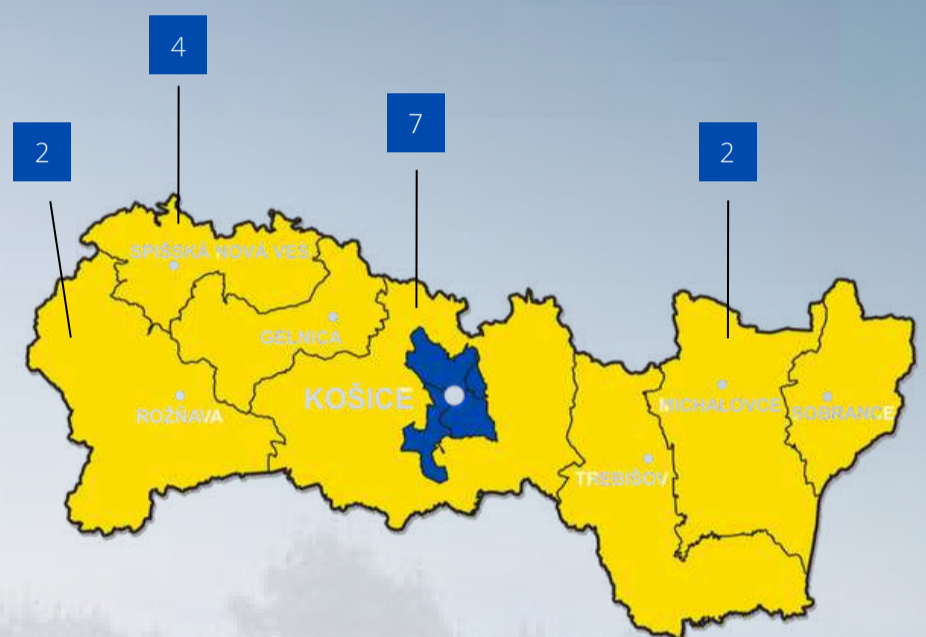 4
7
2
2
SPIŠSKÁ NOVÁ VES
GELNICA
KOŠICE
ROŽŇAVA
MICHALOVCE
SOBRANCE
TREBIŠOV